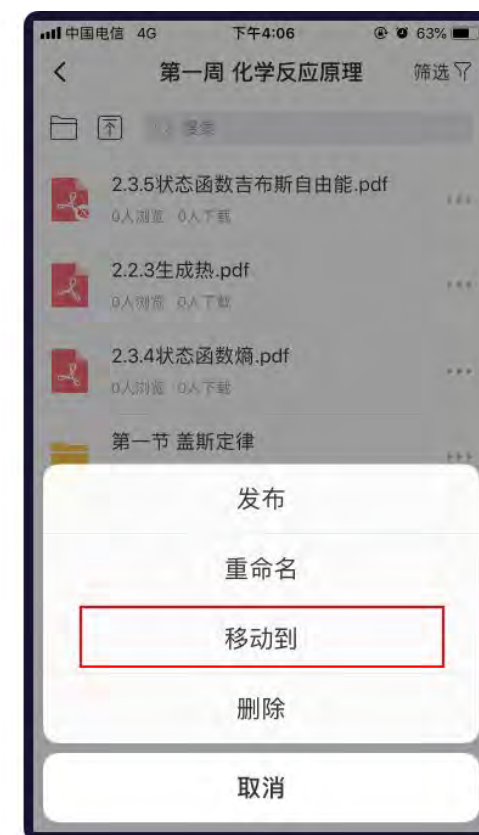 中国电信 4G 下午4:06 63%
第一周 化学反应原理 筛选
搜索
2.3.5状态函数吉布斯自由能.pdf
0人浏览 0人下载
2.2.3生成热.pdf
0人浏览 0人下载
2.3.4状态函数熵.pdf
0人浏览 0人下载
第一节 盖斯定律
发布
重命名
移动到
删除
取消